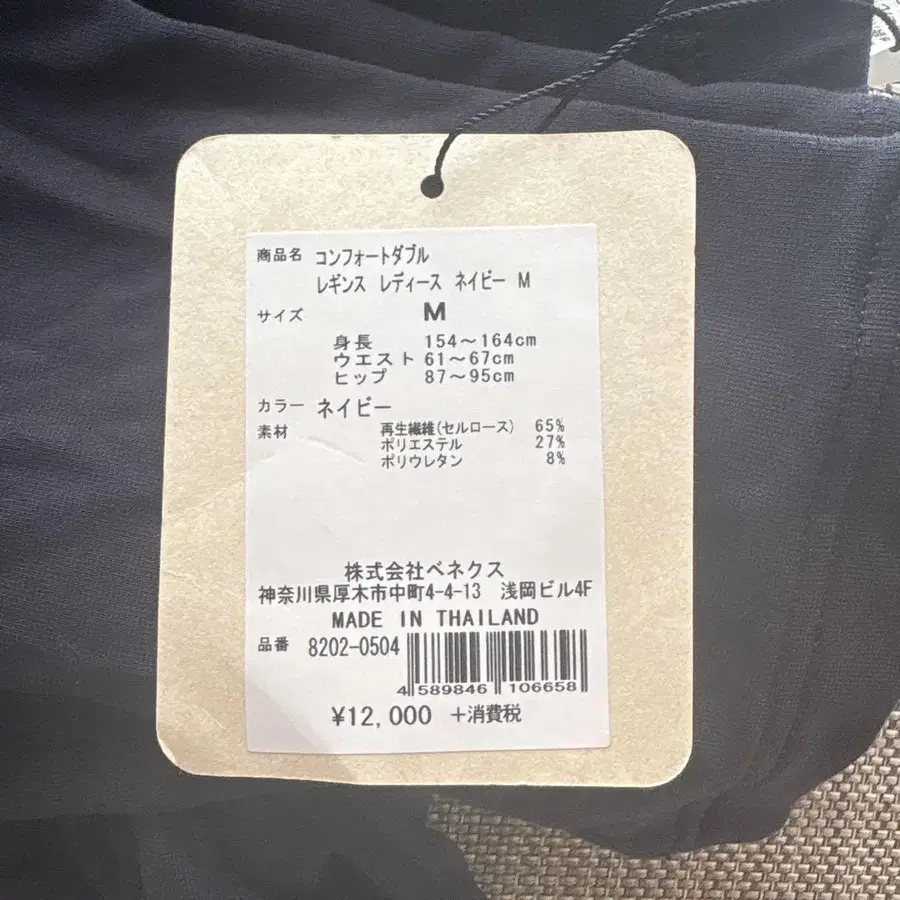 商品名 コンフォートダブル
レギンス レディース ネイビー M
サイズ M
身長 154～164cm
ウエスト 61～67cm
ヒップ 87～95cm
カラー ネイビー
素材 再生繊維(セルロース) 65%
ポリエステル 27%
ポリウレタン 8%
株式会社ベネクス
神奈川県厚木市中町4-4-13 浅岡ビル4F
MADE IN THAILAND
品番 8202-0504
4 589846 106658
¥12,000 +消費税